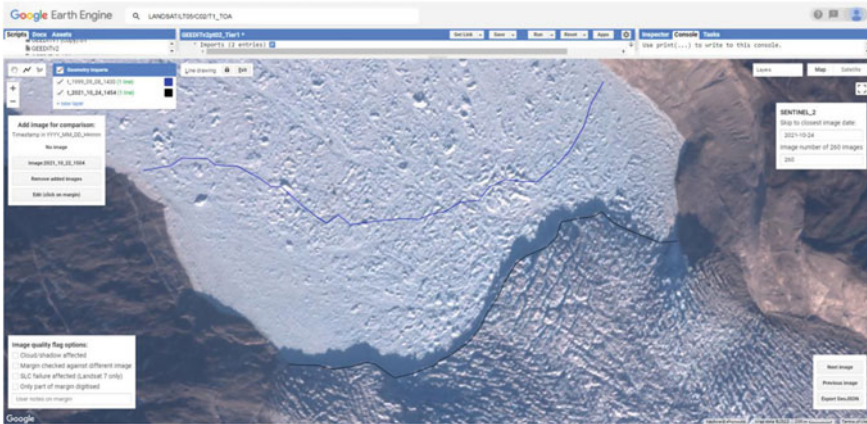 Google Earth Engine
LANDSAT/LT05/C02/T1_TOA
Scripts Docs Assets
GEEDiTv2
GEEDiTv2pt02_Tier1 *
Get Link Save Run Reset Apps
Imports (2 entries)
Inspector Console Tasks
Use print(...) to write to this console.
Geometry Imports
(1 line)
t_2021_10_24_1454 (1 line)
+ new layer
Line drawing. Exit
Layers Map Satellite
+
−
Add image for comparison:
Timestamp in YYYY_MM_DD_HHmm
No image
Image:2021_10_22_1504
Remove added images
Edit (click on margin)
SENTINEL_2
Skip to closest image date:
2021-10-24
Image number of 260 images
260
Image quality flag options:
Cloud/shadow affected
Margin checked against different image
SLC failure affected (Landsat 7 only)
Only part of margin digitised
User notes on margin
Next image
Previous image
Export GeoJSON
Google